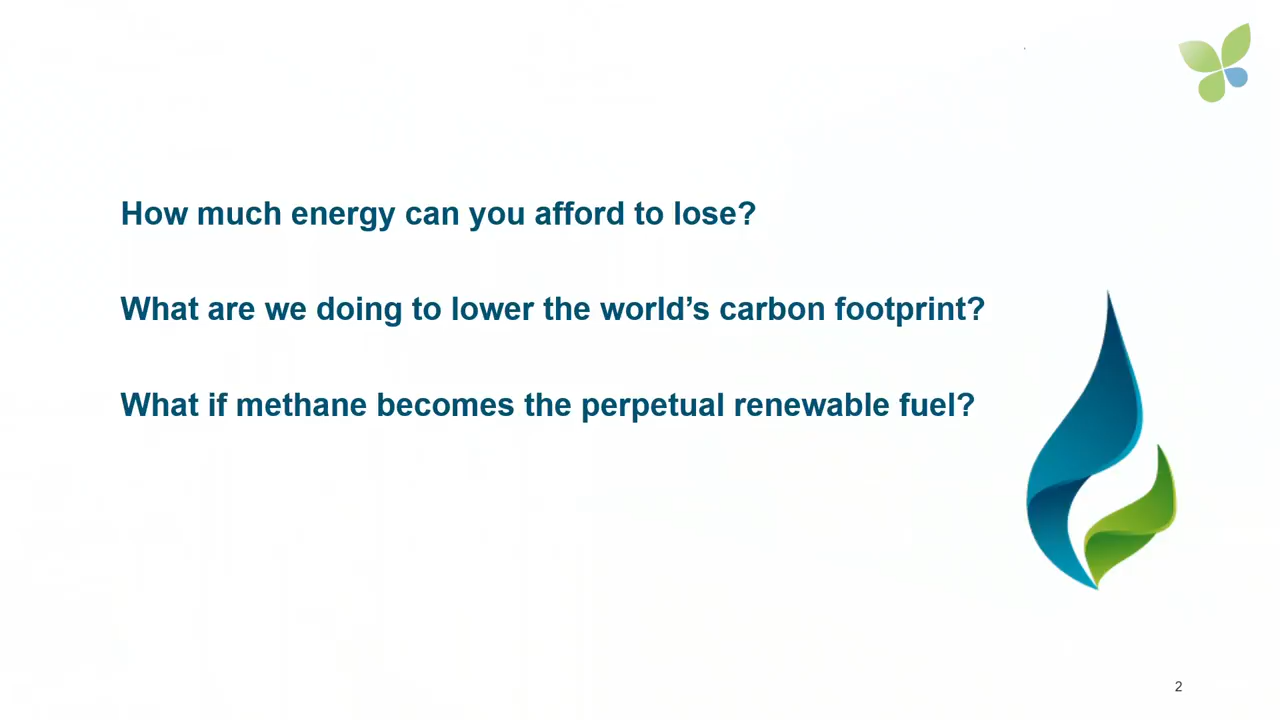 How much energy can you afford to lose?
What are we doing to lower the world’s carbon footprint?
What if methane becomes the perpetual renewable fuel?
2